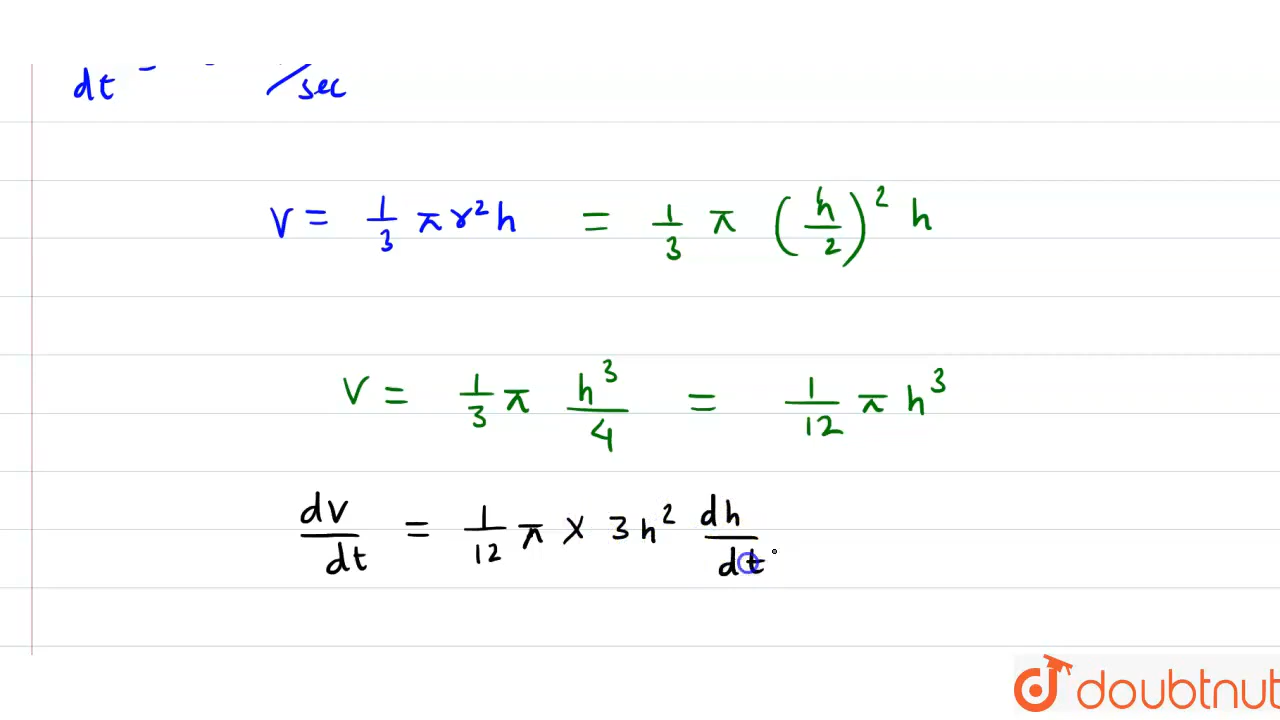 dt = /sec
V = 1/3 π r² h = 1/3 π (h/2)² h
V = 1/3 π h³/4 = 1/12 π h³
dV/dt = 1/12 π × 3h² dh/dt
doubtnut